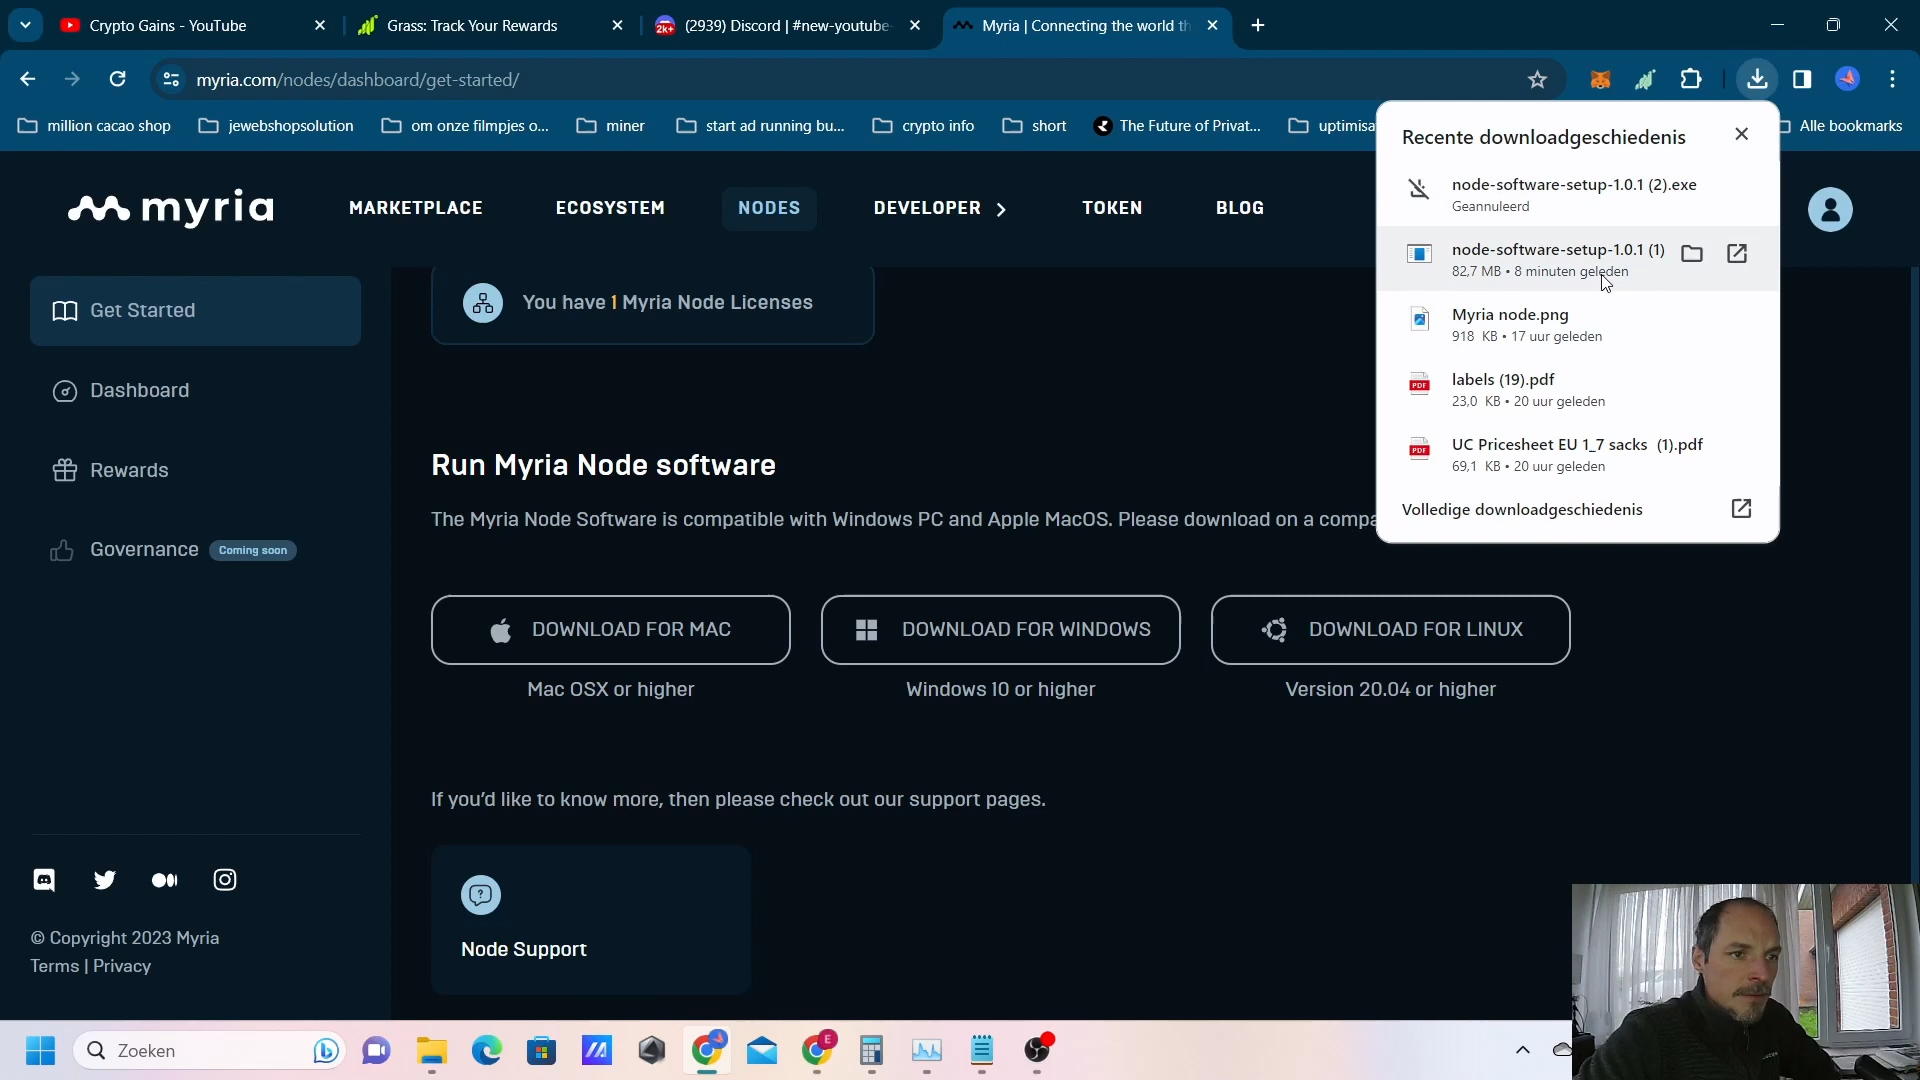 Crypto Gains - YouTube
Grass: Track Your Rewards
2k+
(2939) Discord | #new-youtube-
Myria | Connecting the world th
myria.com/nodes/dashboard/get-started/
million cacao shop
jewebshopsolution
om onze filmpjes o...
miner
start ad running bu...
crypto info
short
The Future of Privat...
uptimisa
Alle bookmarks
myria
MARKETPLACE
ECOSYSTEM
NODES
DEVELOPER
TOKEN
BLOG
Recente downloadgeschiedenis
node-software-setup-1.0.1 (2).exe
Geannuleerd
node-software-setup-1.0.1 (1)
82,7 MB • 8 minuten geleden
Myria node.png
918 KB • 17 uur geleden
PDF
labels (19).pdf
23,0 KB • 20 uur geleden
PDF
UC Pricesheet EU 1_7 sacks (1).pdf
69,1 KB • 20 uur geleden
Volledige downloadgeschiedenis
Get Started
Dashboard
Rewards
Governance
Coming soon
You have 1 Myria Node Licenses
Run Myria Node software
The Myria Node Software is compatible with Windows PC and Apple MacOS. Please download on a compa
DOWNLOAD FOR MAC
DOWNLOAD FOR WINDOWS
DOWNLOAD FOR LINUX
Mac OSX or higher
Windows 10 or higher
Version 20.04 or higher
If you'd like to know more, then please check out our support pages.
Node Support
© Copyright 2023 Myria
Terms | Privacy
Zoeken
E